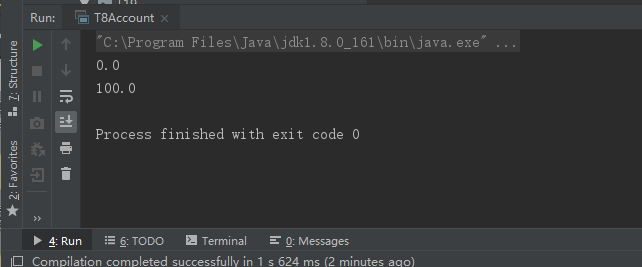 Run: T8Account ×
"C:\Program Files\Java\jdk1.8.0_161\bin\java.exe" ...
0.0
100.0
Process finished with exit code 0
7: Structure
2: Favorites
4: Run 6: TODO Terminal 0: Messages
Compilation completed successfully in 1 s 624 ms (2 minutes ago)